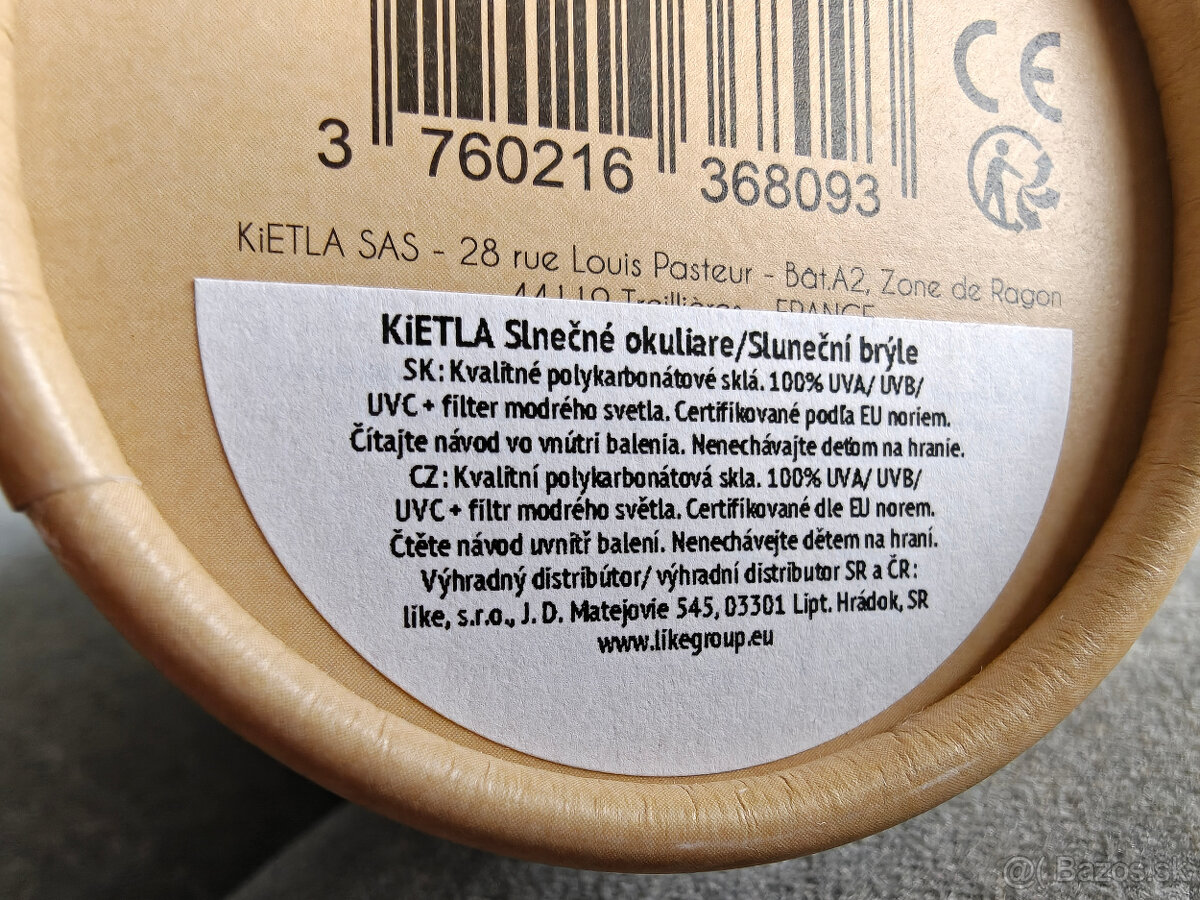 CE
3 760216 368093
KiETLA SAS - 28 rue Louis Pasteur - Bât.A2, Zone de Ragon
44119 Treillières - FRANCE
KiETLA Slnečné okuliare/Sluneční brýle
SK: Kvalitné polykarbonátové sklá. 100% UVA/ UVB/
UVC + filter modrého svetla. Certifikované podľa EU noriem.
Čítajte návod vo vnútri balenia. Nenechávajte deťom na hranie.
CZ: Kvalitní polykarbonátová skla. 100% UVA/ UVB/
UVC + filtr modrého světla. Certifikované dle EU norem.
Čtěte návod uvnitř balení. Nenechávejte dětem na hraní.
Výhradný distribútor/ výhradní distributor SR a ČR:
like, s.r.o., J. D. Matejovie 545, 03301 Lipt. Hrádok, SR
www.likegroup.eu
@(. Bazos.sk